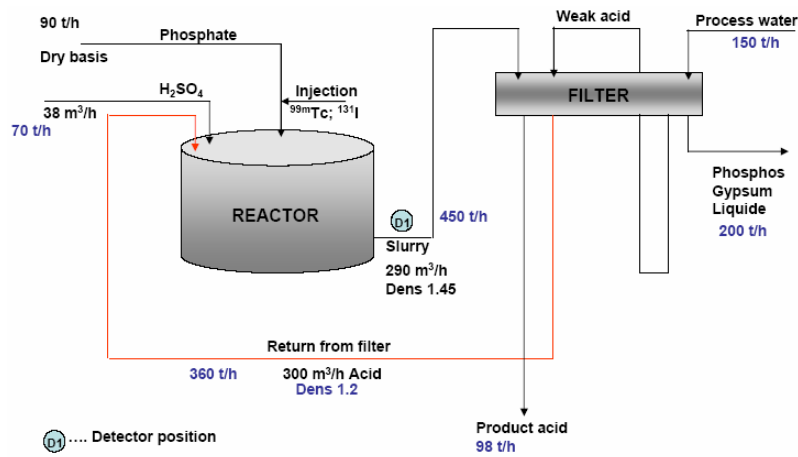 90 t/h
Phosphate
Dry basis
H₂SO₄
38 m³/h
70 t/h
Injection
⁹⁹ᵐTc; ¹³¹I
REACTOR
D1
450 t/h
Slurry
290 m³/h
Dens 1.45
Weak acid
Process water
150 t/h
FILTER
Phosphos
Gypsum
Liquide
200 t/h
Return from filter
360 t/h
300 m³/h Acid
Dens 1.2
Product acid
98 t/h
D1 .... Detector position